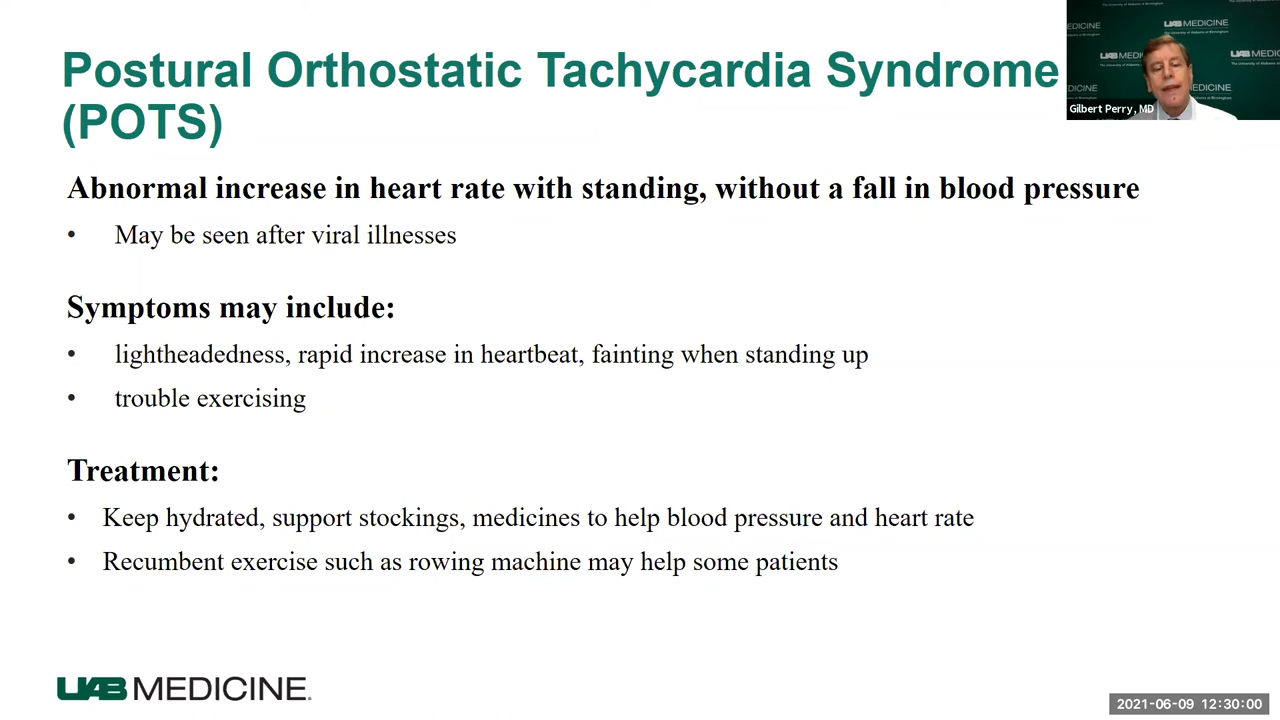 Postural Orthostatic Tachycardia Syndrome
(POTS)
UAB MEDICINE
Gilbert Perry, MD
Abnormal increase in heart rate with standing, without a fall in blood pressure
• May be seen after viral illnesses
Symptoms may include:
• lightheadedness, rapid increase in heartbeat, fainting when standing up
• trouble exercising
Treatment:
• Keep hydrated, support stockings, medicines to help blood pressure and heart rate
• Recumbent exercise such as rowing machine may help some patients
UAB MEDICINE.
2021-06-09 12:30:00